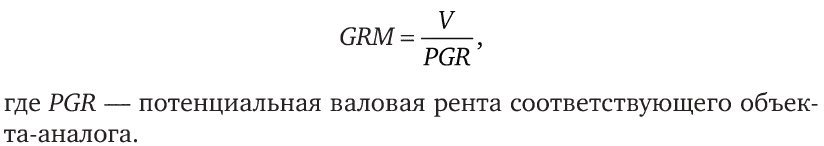 GRM = V / PGR,
где PGR — потенциальная валовая рента соответствующего объек-
та-аналога.